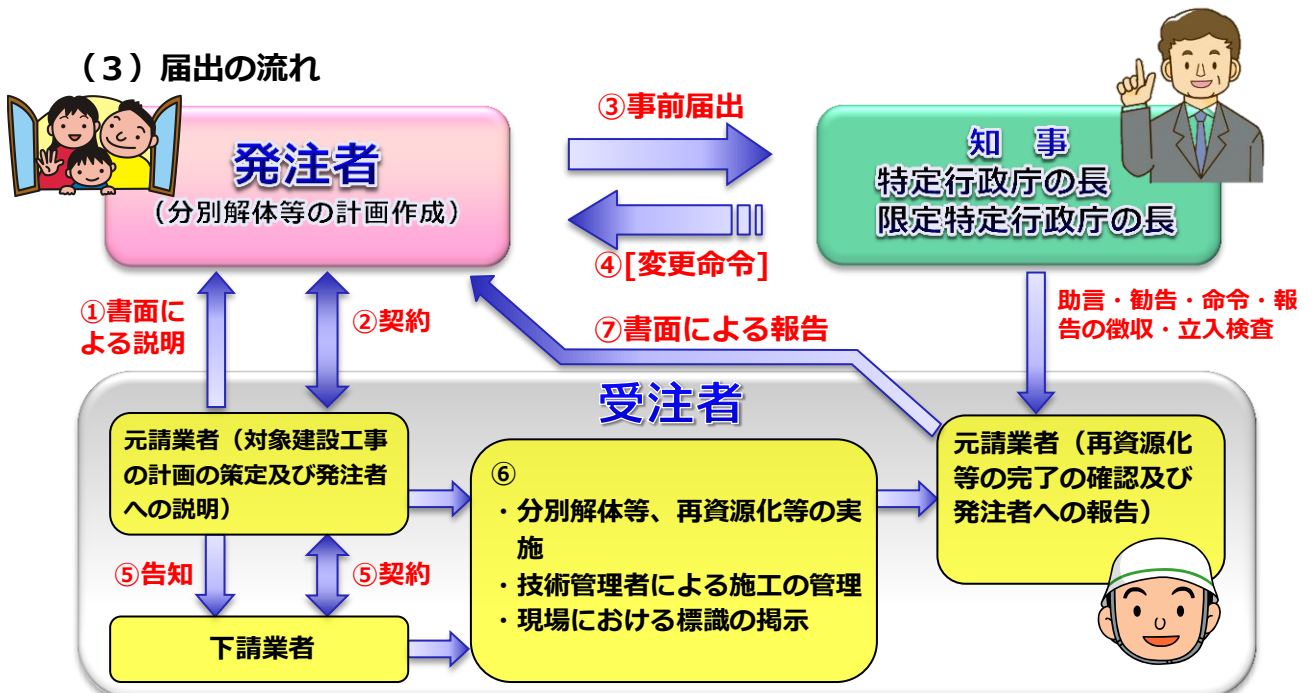 （３）届出の流れ
発注者
（分別解体等の計画作成）
③事前届出
④[変更命令]
知　事
特定行政庁の長
限定特定行政庁の長
①書面に
よる説明
②契約
⑦書面による報告
助言・勧告・命令・報
告の徴収・立入検査
受注者
元請業者（対象建設工事
の計画の策定及び発注者
への説明）
⑤告知
⑤契約
下請業者
⑥
・分別解体等、再資源化等の実
施
・技術管理者による施工の管理
・現場における標識の掲示
元請業者（再資源化
等の完了の確認及び
発注者への報告）